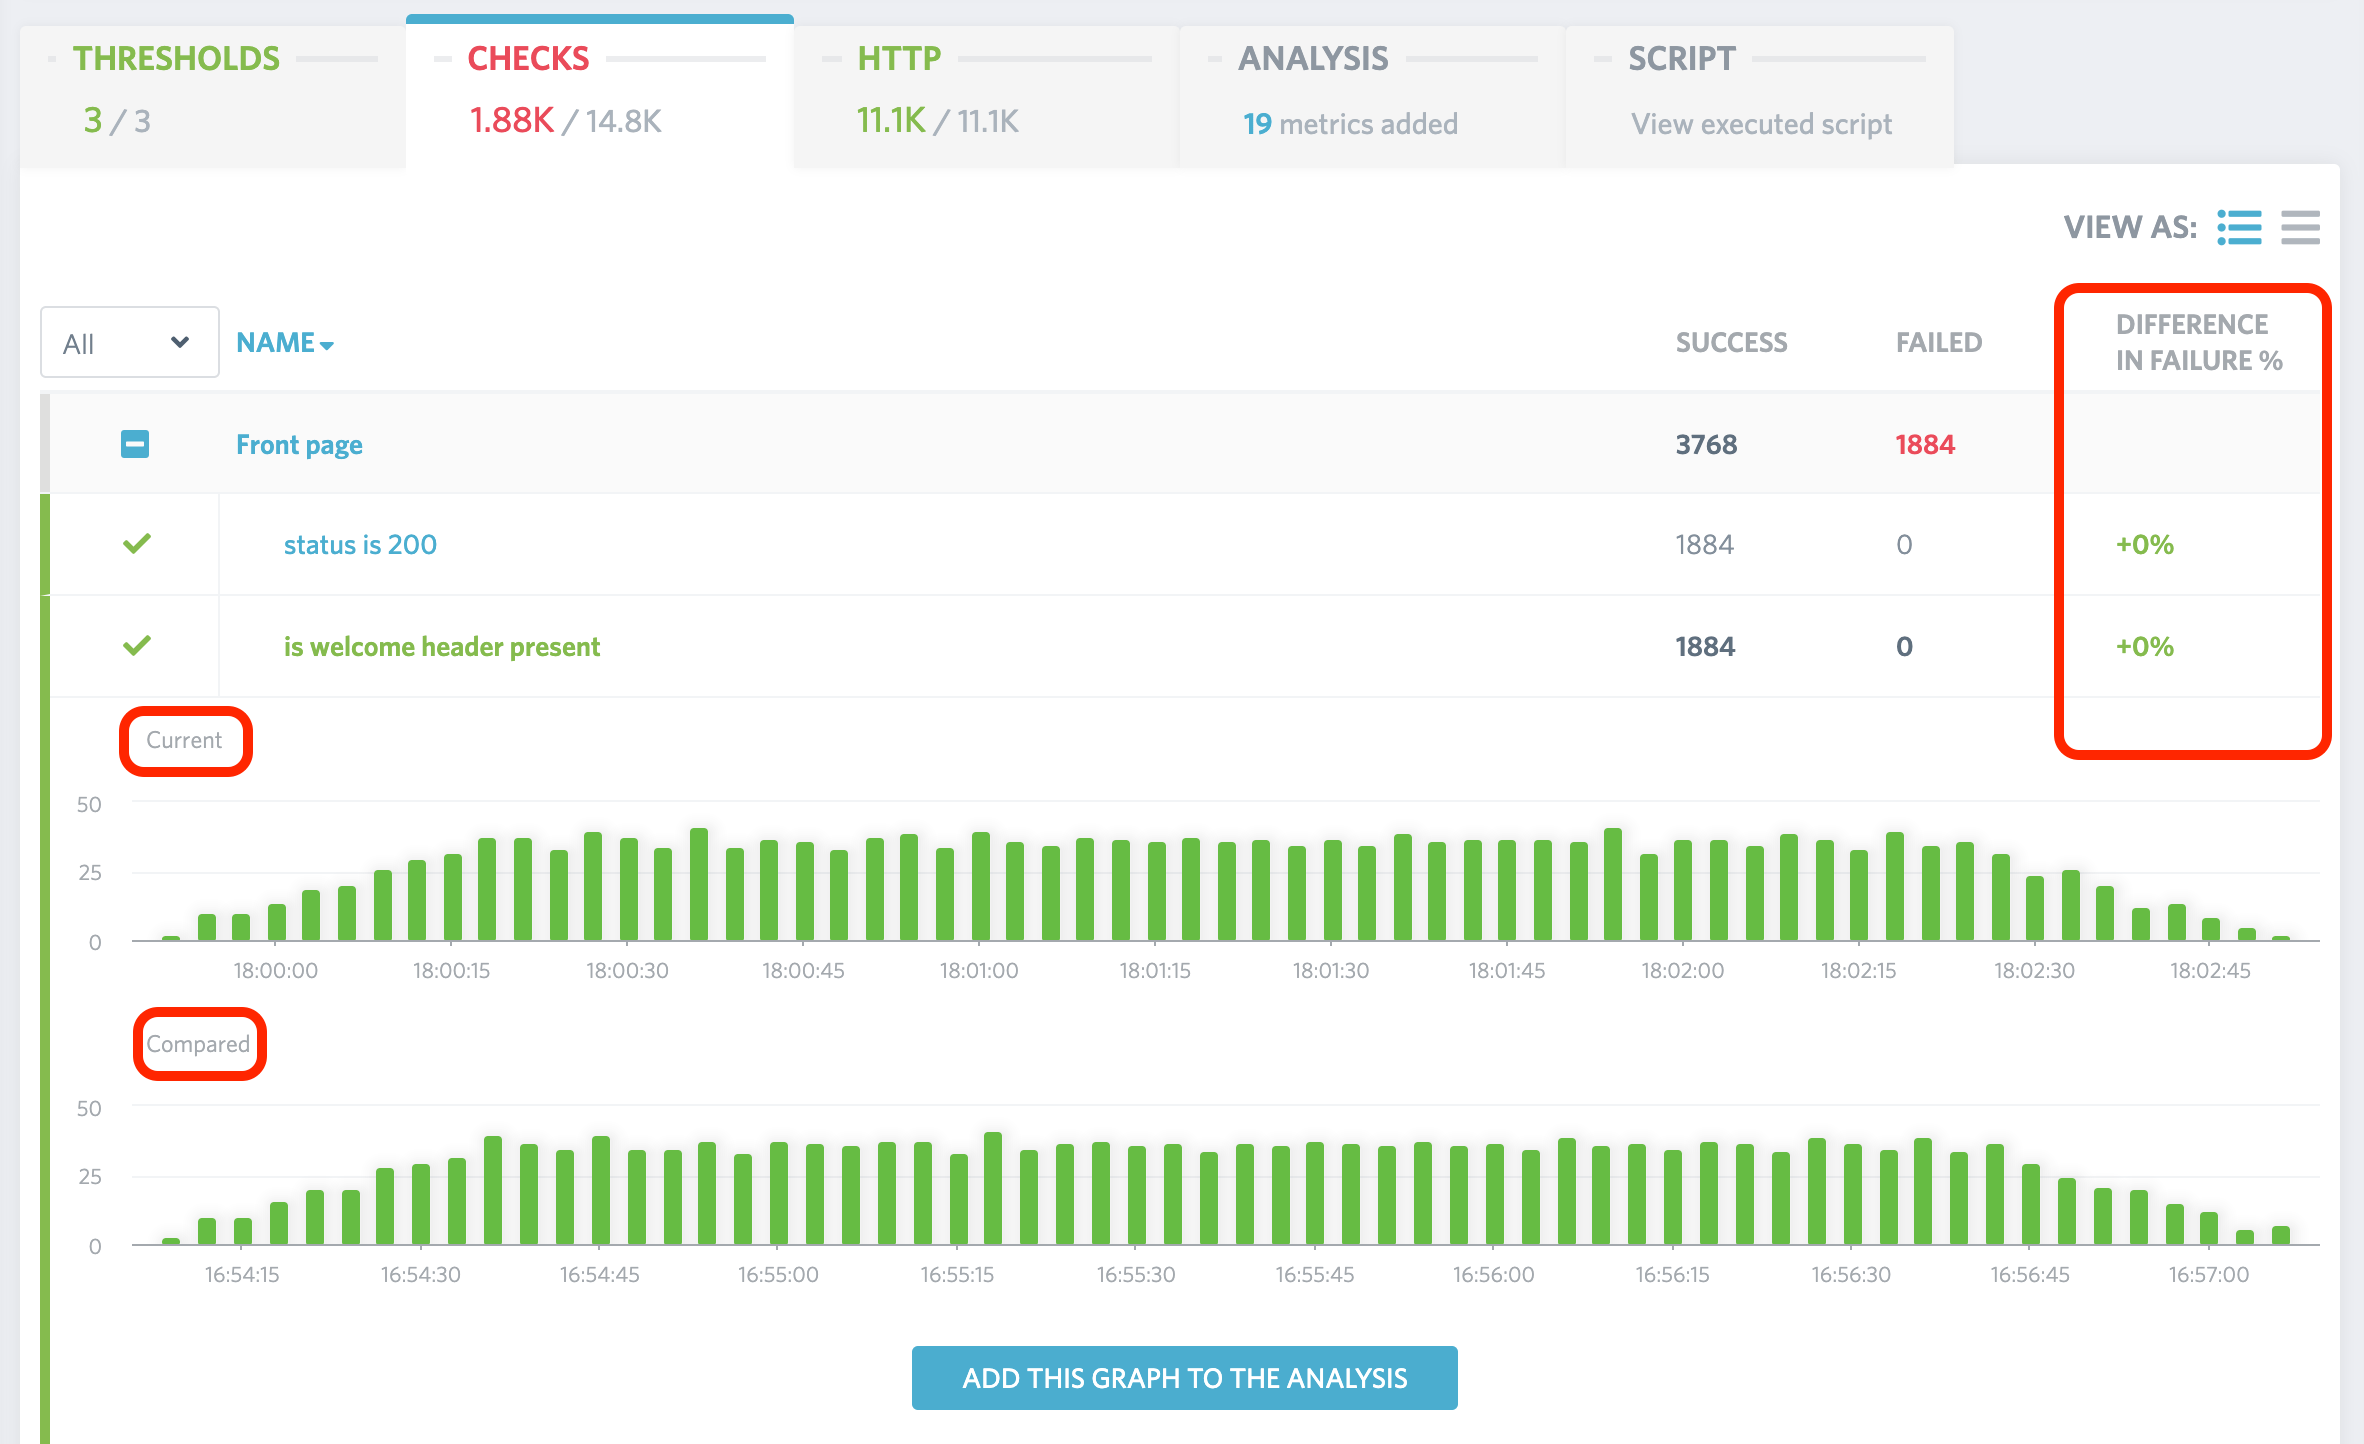 THRESHOLDS
3 / 3
CHECKS
1.88K / 14.8K
HTTP
11.1K / 11.1K
ANALYSIS
19 metrics added
SCRIPT
View executed script
VIEW AS:
All
NAME
SUCCESS
FAILED
DIFFERENCE
IN FAILURE %
Front page
3768
1884
status is 200
1884
0
+0%
is welcome header present
1884
0
+0%
Current
50
25
0
18:00:00
18:00:15
18:00:30
18:00:45
18:01:00
18:01:15
18:01:30
18:01:45
18:02:00
18:02:15
18:02:30
18:02:45
Compared
50
25
0
16:54:15
16:54:30
16:54:45
16:55:00
16:55:15
16:55:30
16:55:45
16:56:00
16:56:15
16:56:30
16:56:45
16:57:00
ADD THIS GRAPH TO THE ANALYSIS